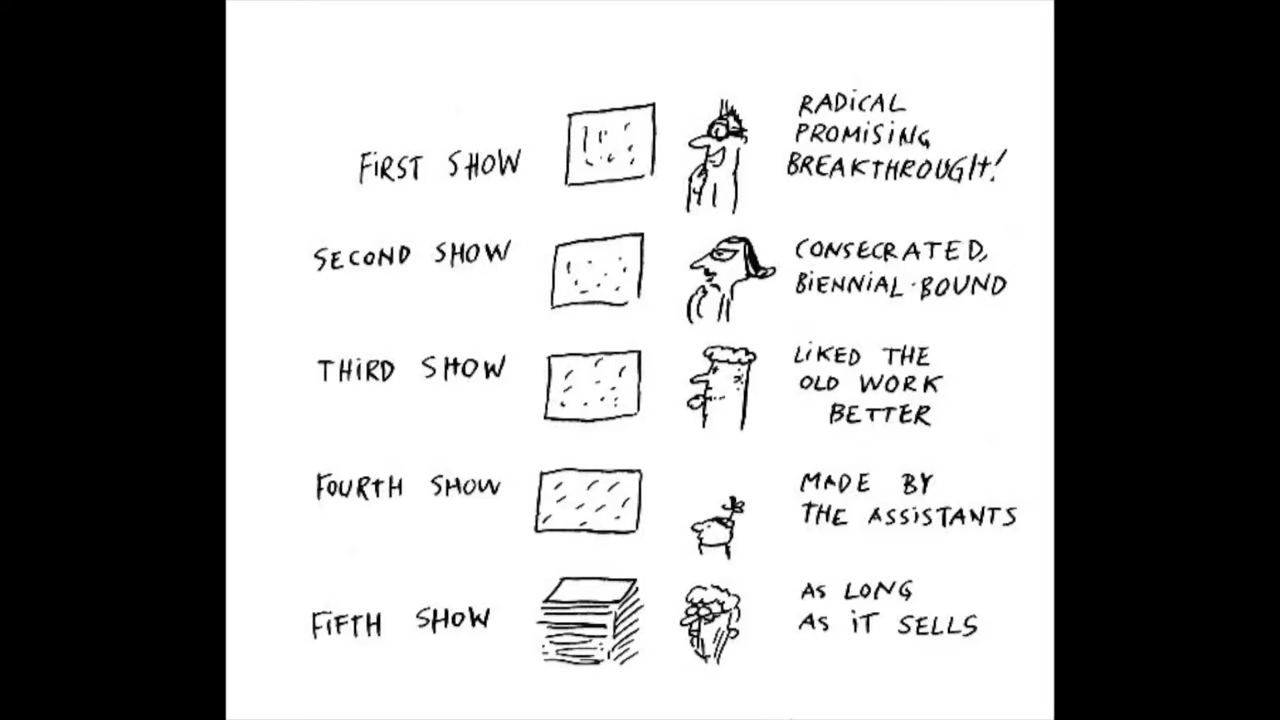 FIRST SHOW
RADICAL
PROMISING
BREAKTHROUGHT!
SECOND SHOW
CONSECRATED,
BIENNIAL-BOUND
THIRD SHOW
LIKED THE
OLD WORK
BETTER
FOURTH SHOW
MADE BY
THE ASSISTANTS
FIFTH SHOW
AS LONG
AS IT SELLS